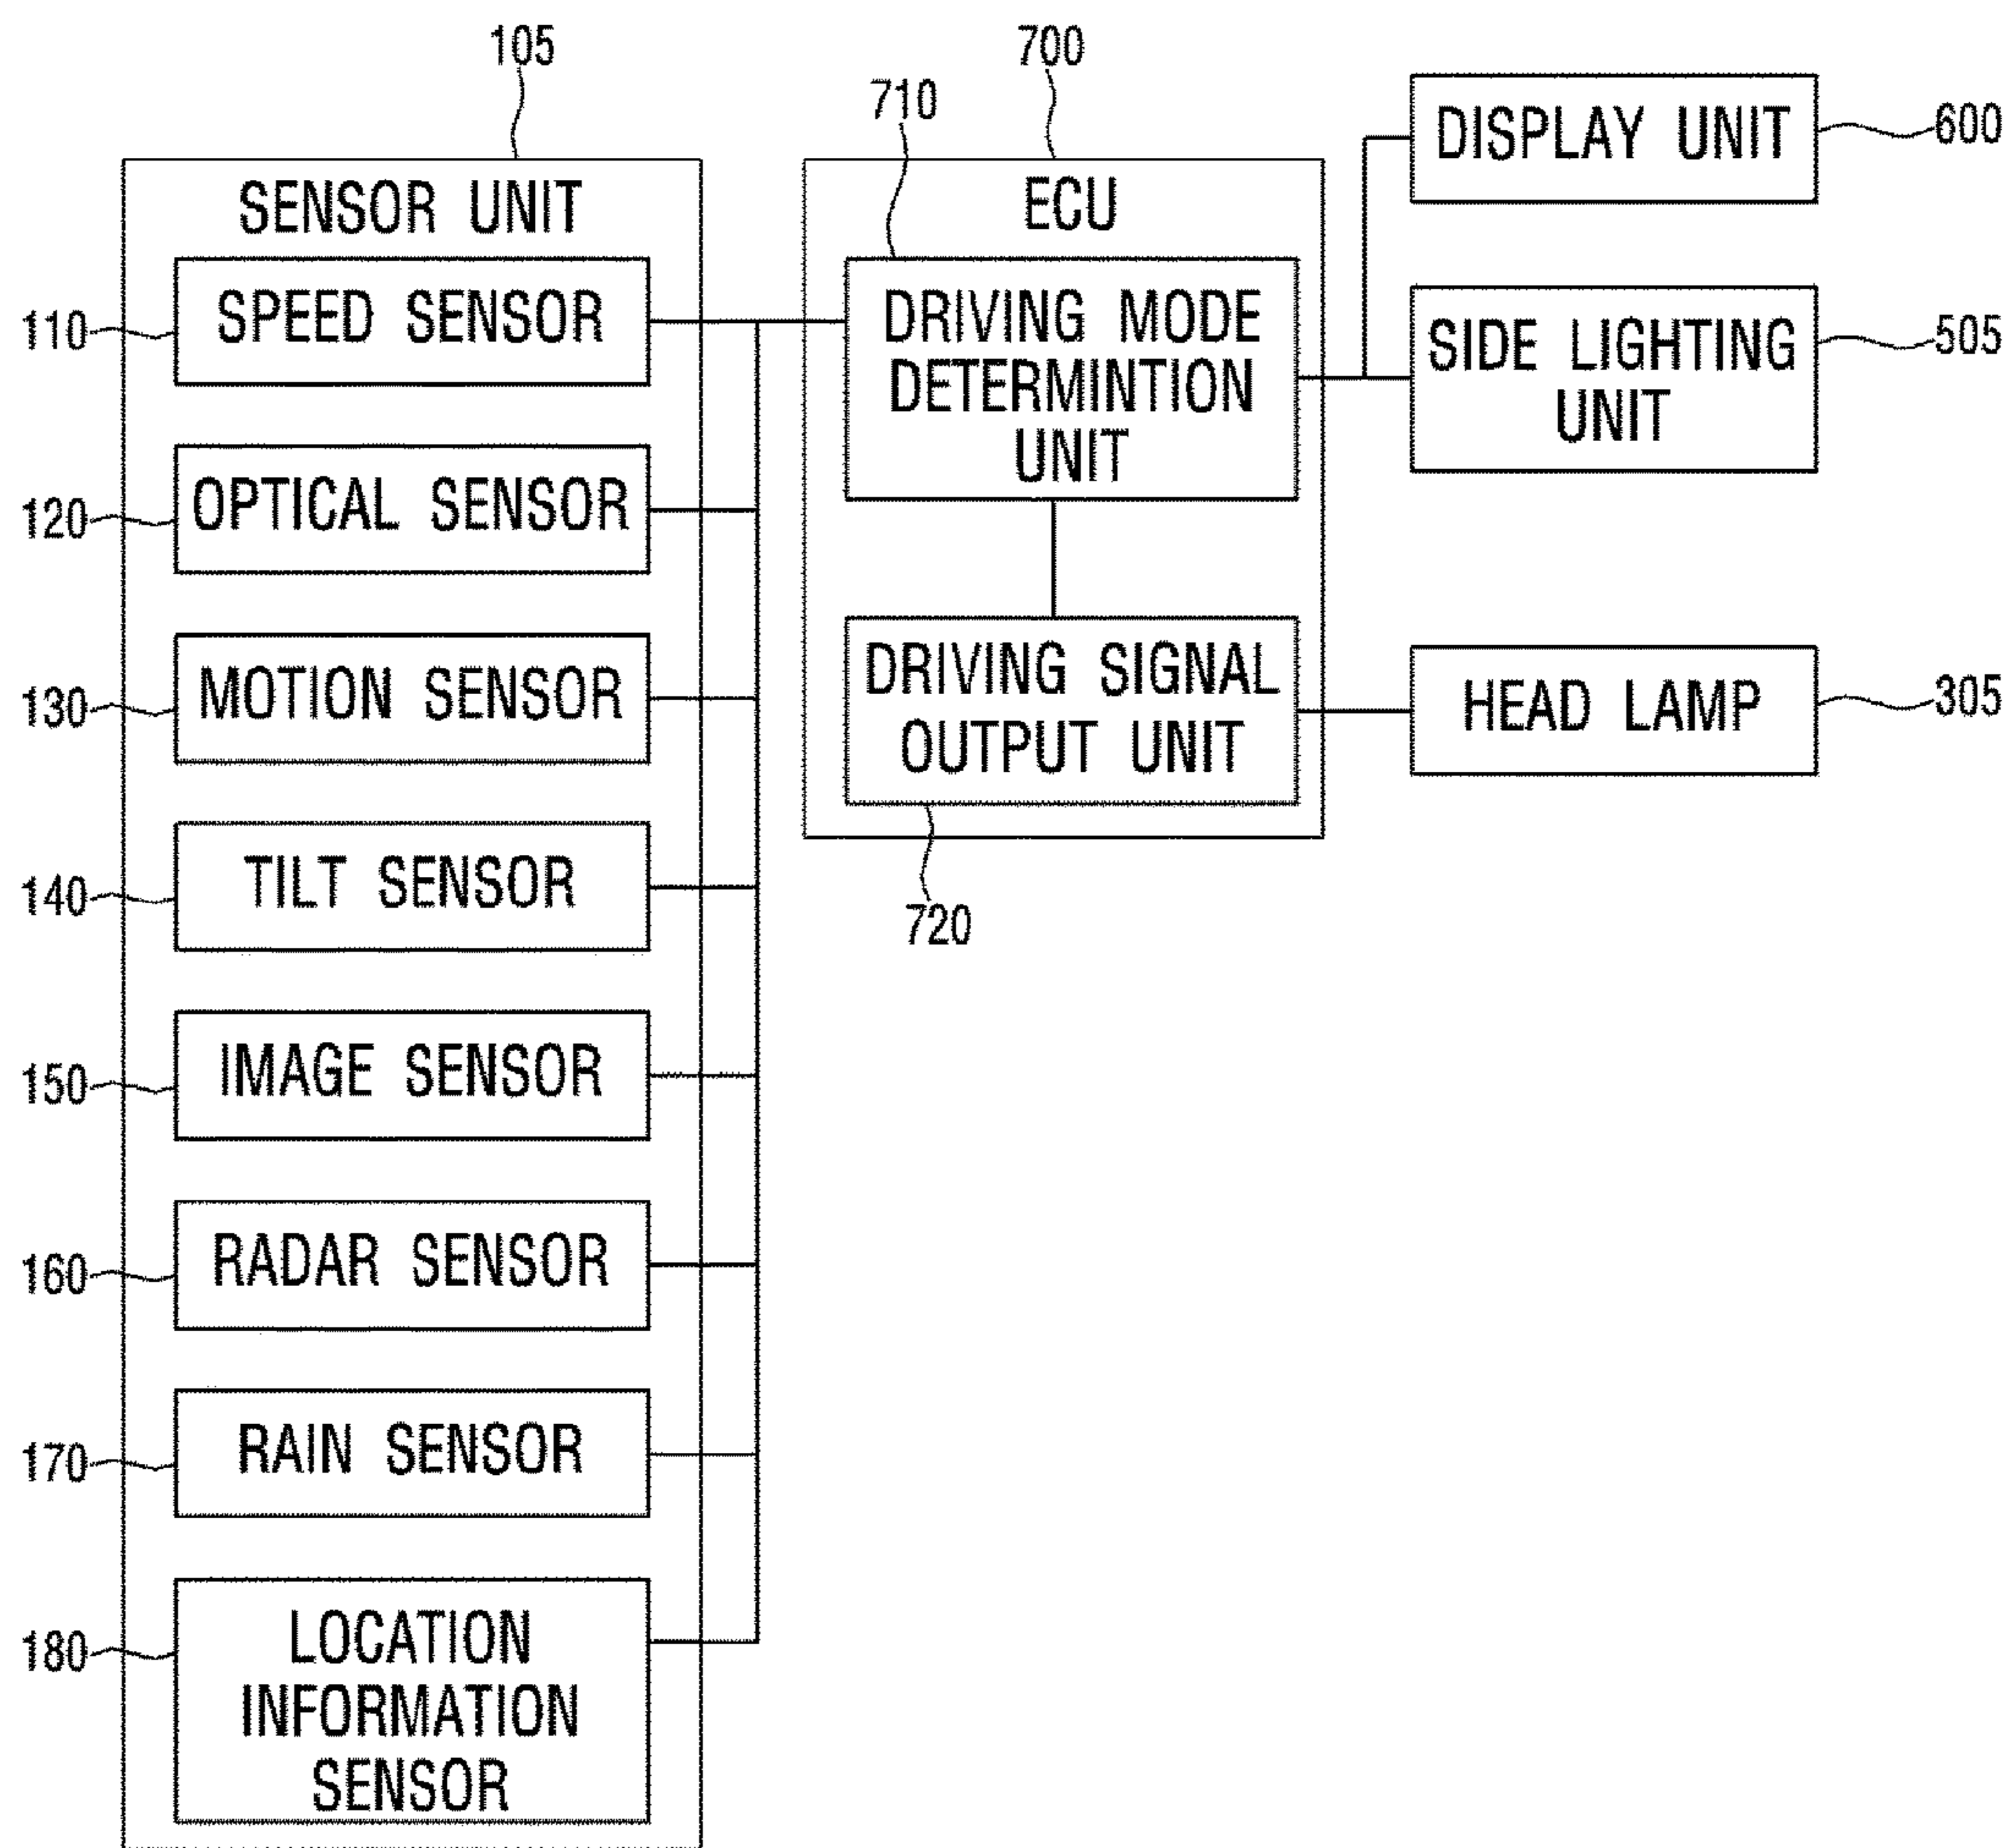 105
700
710
DISPLAY UNIT
600
SENSOR UNIT
ECU
110
SPEED SENSOR
DRIVING MODE
DETERMINTION
UNIT
SIDE LIGHTING
UNIT
505
120
OPTICAL SENSOR
130
MOTION SENSOR
DRIVING SIGNAL
OUTPUT UNIT
HEAD LAMP
305
720
140
TILT SENSOR
150
IMAGE SENSOR
160
RADAR SENSOR
170
RAIN SENSOR
180
LOCATION
INFORMATION
SENSOR